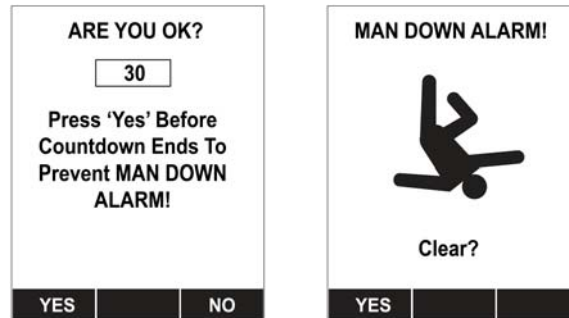 ARE YOU OK?
30
Press ‘Yes’ Before
Countdown Ends To
Prevent MAN DOWN
ALARM!
YES NO
MAN DOWN ALARM!
Clear?
YES